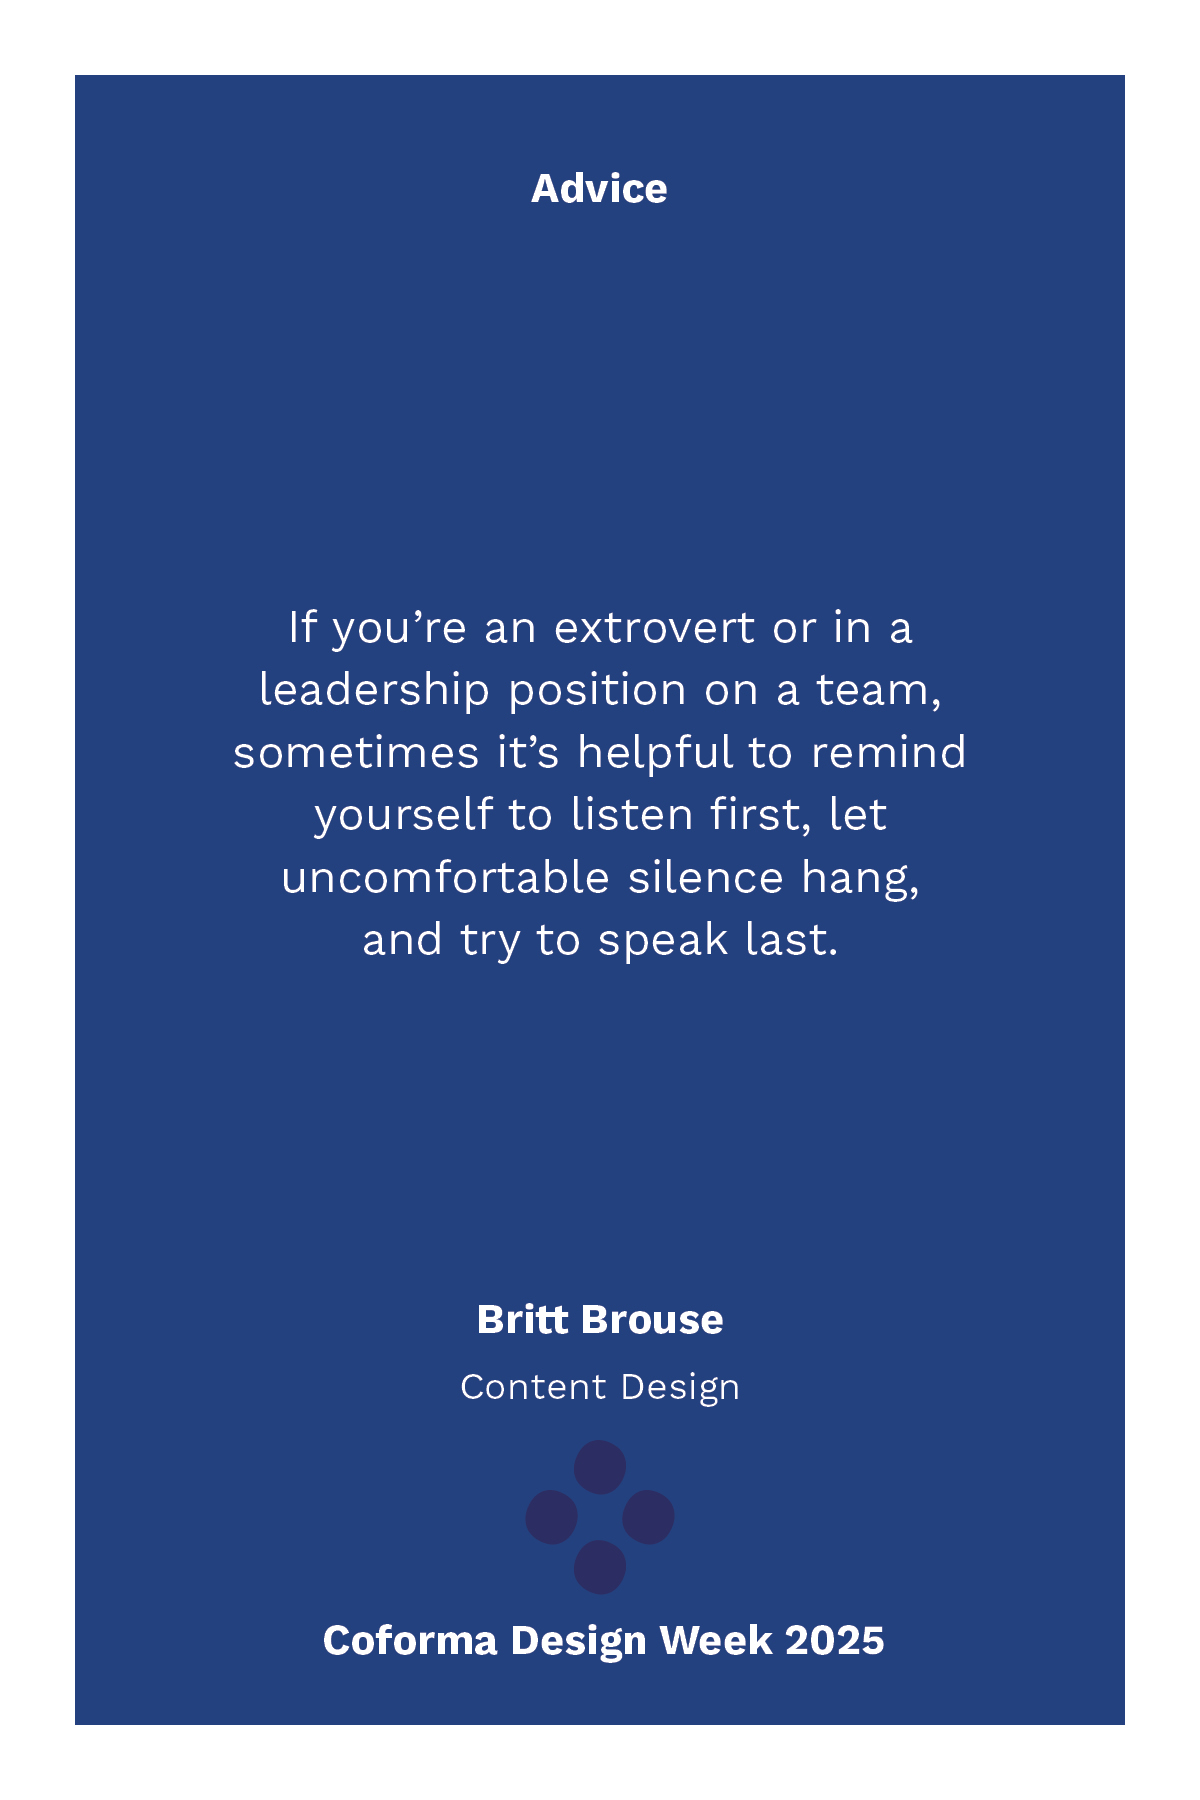 Advice
If you’re an extrovert or in a
leadership position on a team,
sometimes it’s helpful to remind
yourself to listen first, let
uncomfortable silence hang,
and try to speak last.
Britt Brouse
Content Design
Coforma Design Week 2025